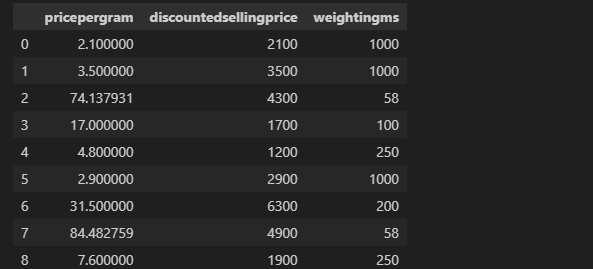 pricepergram discountedsellingprice weightingms
0 2.100000 2100 1000
1 3.500000 3500 1000
2 74.137931 4300 58
3 17.000000 1700 100
4 4.800000 1200 250
5 2.900000 2900 1000
6 31.500000 6300 200
7 84.482759 4900 58
8 7.600000 1900 250